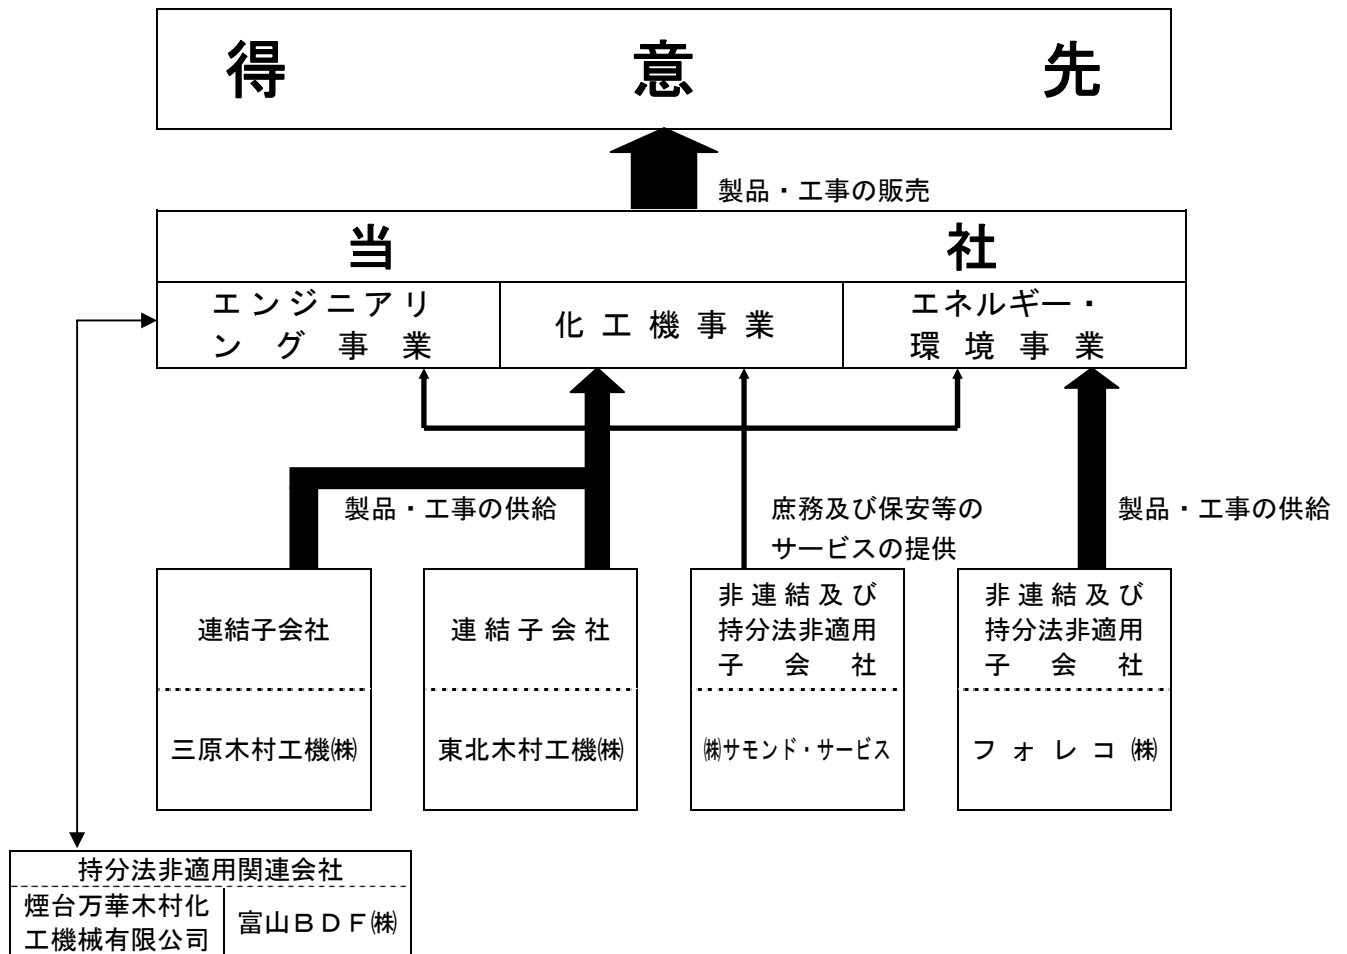 得意先
製品・工事の販売
当社
エンジニアリ
ング事業
化工機事業
エネルギー・
環境事業
製品・工事の供給
庶務及び保安等の
サービスの提供
製品・工事の供給
連結子会社
三原木村工機㈱
連結子会社
東北木村工機㈱
非連結及び
持分法非適用
子会社
㈱サモンド・サービス
非連結及び
持分法非適用
子会社
フォレコ㈱
持分法非適用関連会社
煙台万華木村化
工機械有限公司
富山ＢＤＦ㈱